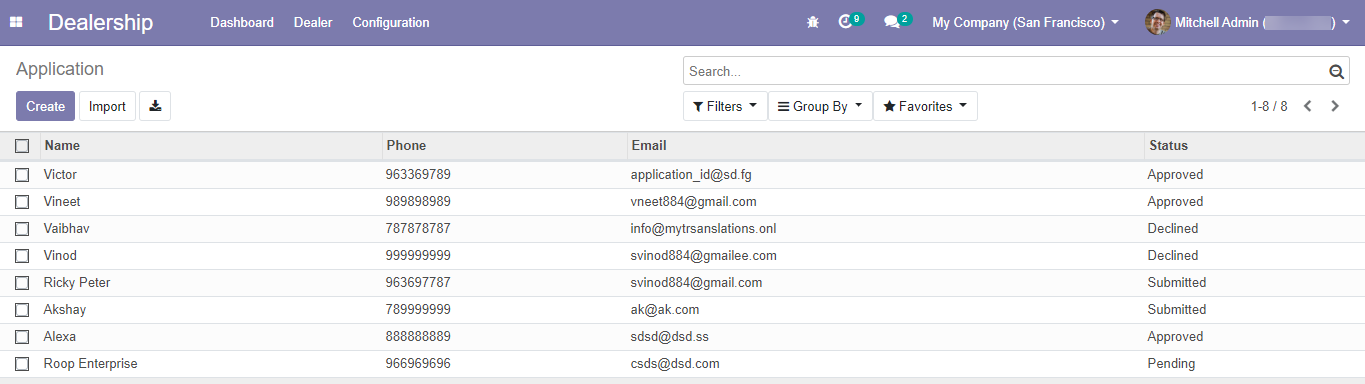 Dealership Dashboard Dealer Configuration 9 2 My Company (San Francisco) Mitchell Admin ( )
Application Search...
Create Import Filters Group By Favorites 1-8 / 8
Name Phone Email Status
Victor 963369789 application_id@sd.fg Approved
Vineet 989898989 vneet884@gmail.com Approved
Vaibhav 787878787 info@mytrsanslations.onl Declined
Vinod 999999999 svinod884@gmailee.com Declined
Ricky Peter 963697787 svinod884@gmail.com Submitted
Akshay 789999999 ak@ak.com Submitted
Alexa 888888889 sdsd@dsd.ss Approved
Roop Enterprise 966969696 csds@dsd.com Pending